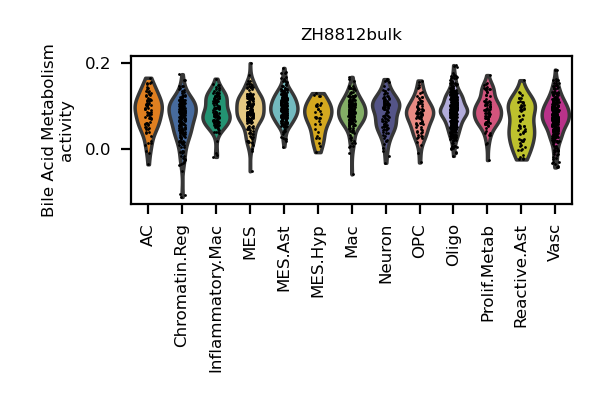 ZH8812bulk
Bile Acid Metabolism
activity
0.2
0.0
AC
Chromatin.Reg
Inflammatory.Mac
MES
MES.Ast
MES.Hyp
Mac
Neuron
OPC
Oligo
Prolif.Metab
Reactive.Ast
Vasc